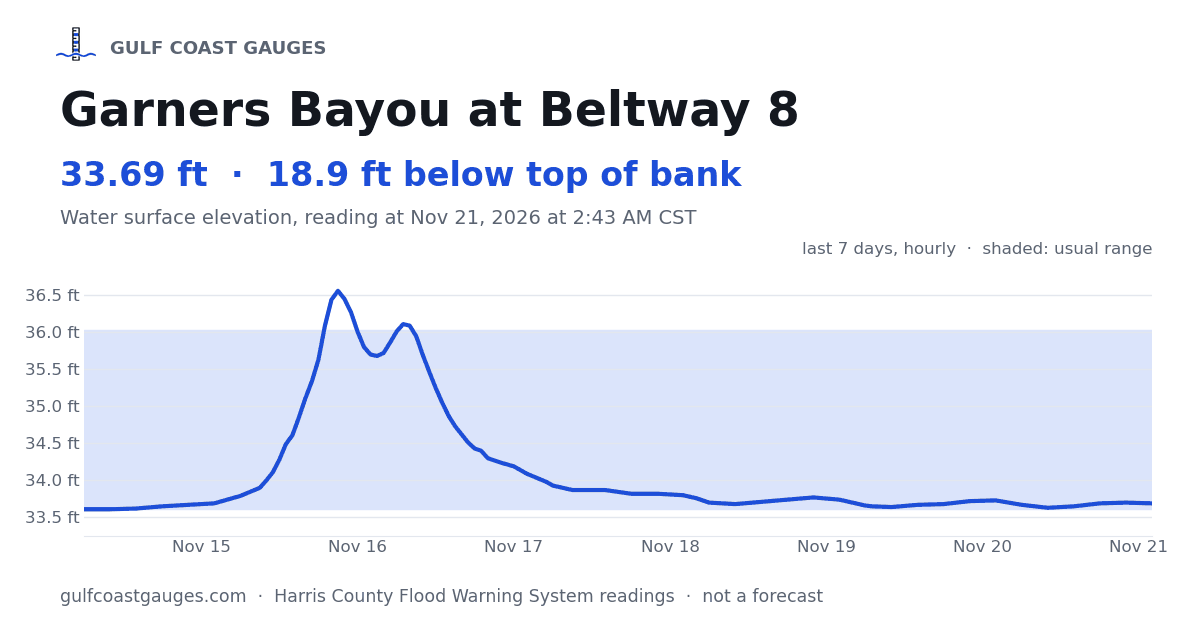 GULF COAST GAUGES
Garners Bayou at Beltway 8
33.69 ft · 18.9 ft below top of bank
Water surface elevation, reading at Nov 21, 2026 at 2:43 AM CST
last 7 days, hourly · shaded: usual range
36.5 ft
36.0 ft
35.5 ft
35.0 ft
34.5 ft
34.0 ft
33.5 ft
Nov 15 Nov 16 Nov 17 Nov 18 Nov 19 Nov 20 Nov 21
gulfcoastgauges.com · Harris County Flood Warning System readings · not a forecast